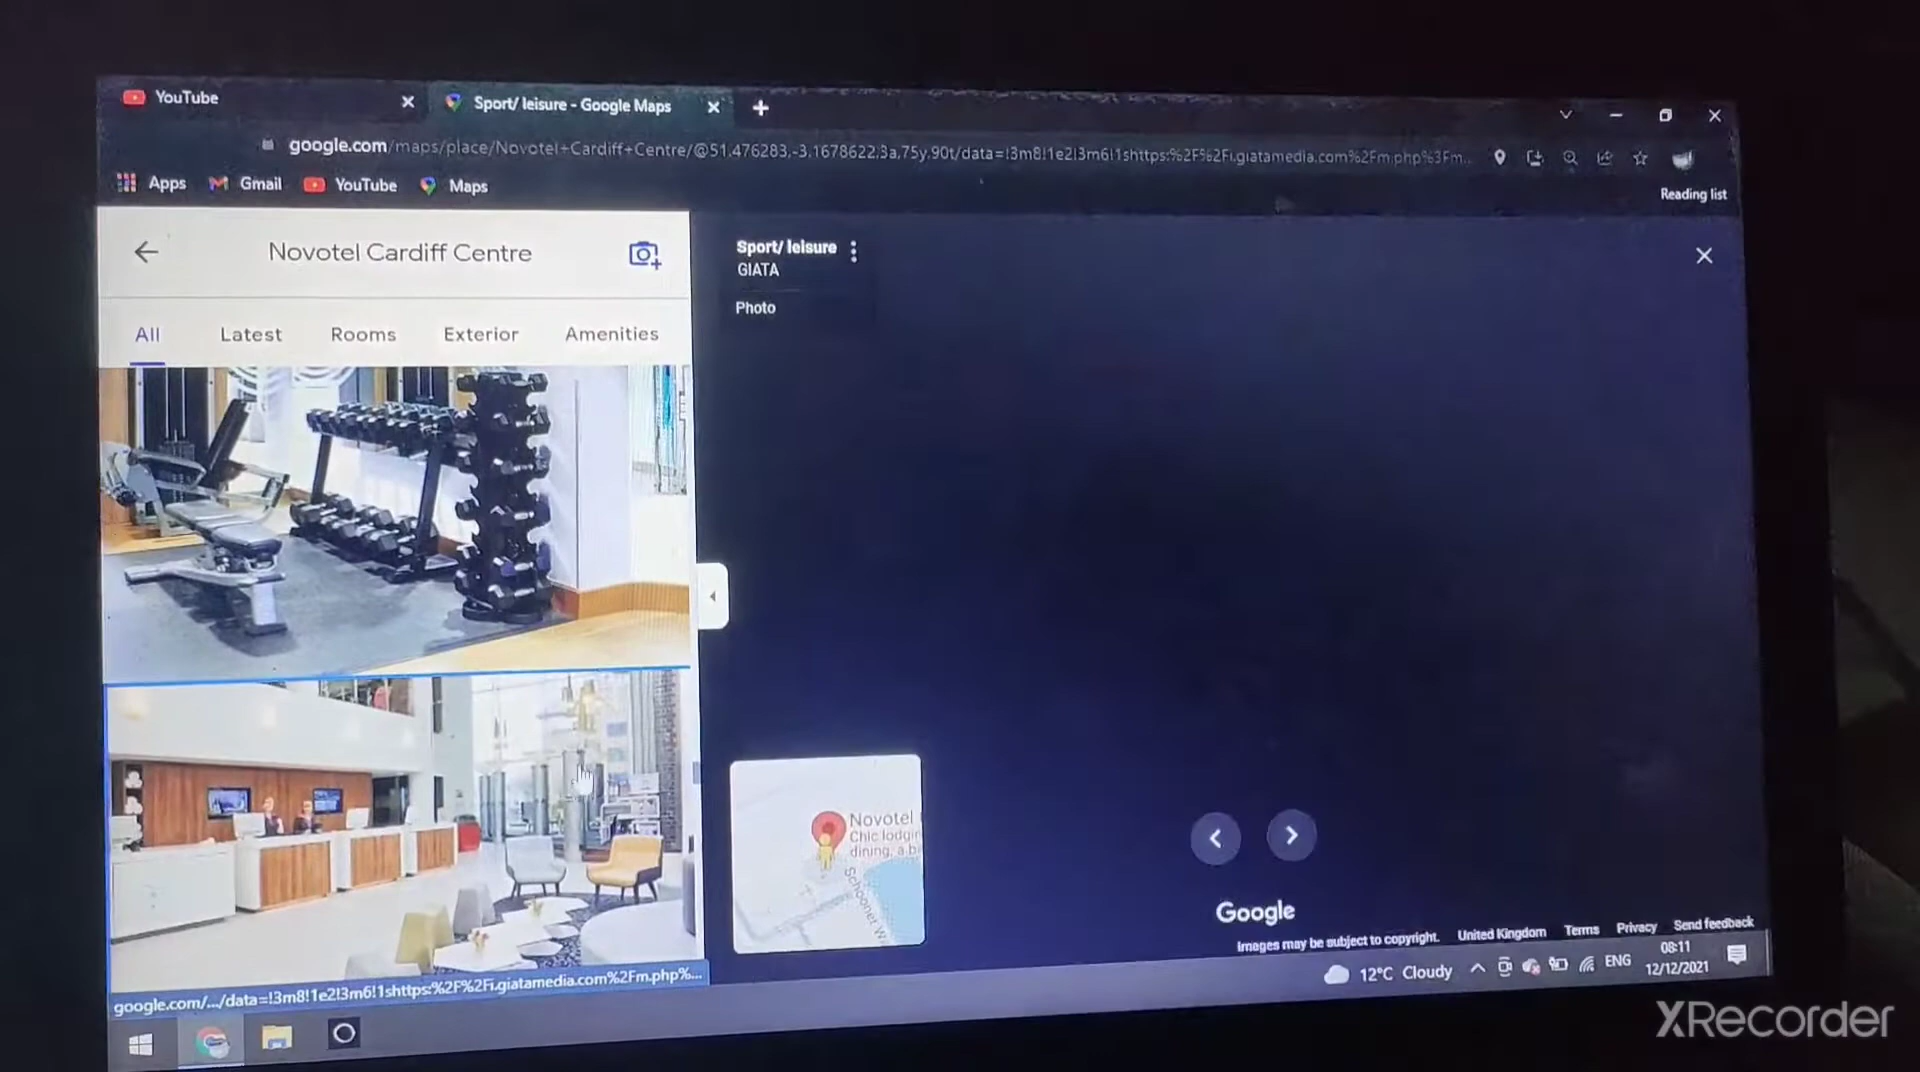 YouTube
Sport/ leisure - Google Maps
google.com/maps/place/Novotel+Cardiff+Centre/@51.476283,-3.1678622,3a,75y,90t/data=!3m8!1e2!3m6!1shttps:%2F%2Fi.giatamedia.com%2Fm.php%3Fm...
Apps
Gmail
YouTube
Maps
Reading list
Novotel Cardiff Centre
All
Latest
Rooms
Exterior
Amenities
Sport/ leisure
GIATA
Photo
Novotel
Chic lodgin
dining, a b
Schooner W
Google
Images may be subject to copyright.
United Kingdom
Terms
Privacy
Send feedback
google.com/.../data=!3m8!1e2!3m6!1shttps:%2F%2Fi.giatamedia.com%2Fm.php%...
12°C Cloudy
ENG
08:11
12/12/2021
XRecorder